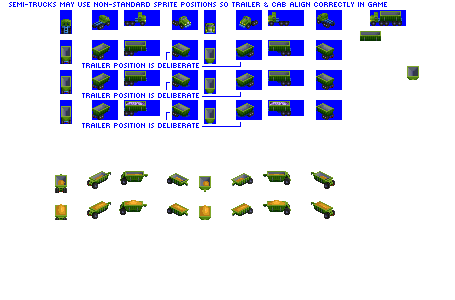 SEMI-TRUCKS MAY USE NON-STANDARD SPRITE POSITIONS SO TRAILER & CAB ALIGN CORRECTLY IN GAME
TRAILER POSITION IS DELIBERATE
TRAILER POSITION IS DELIBERATE
TRAILER POSITION IS DELIBERATE